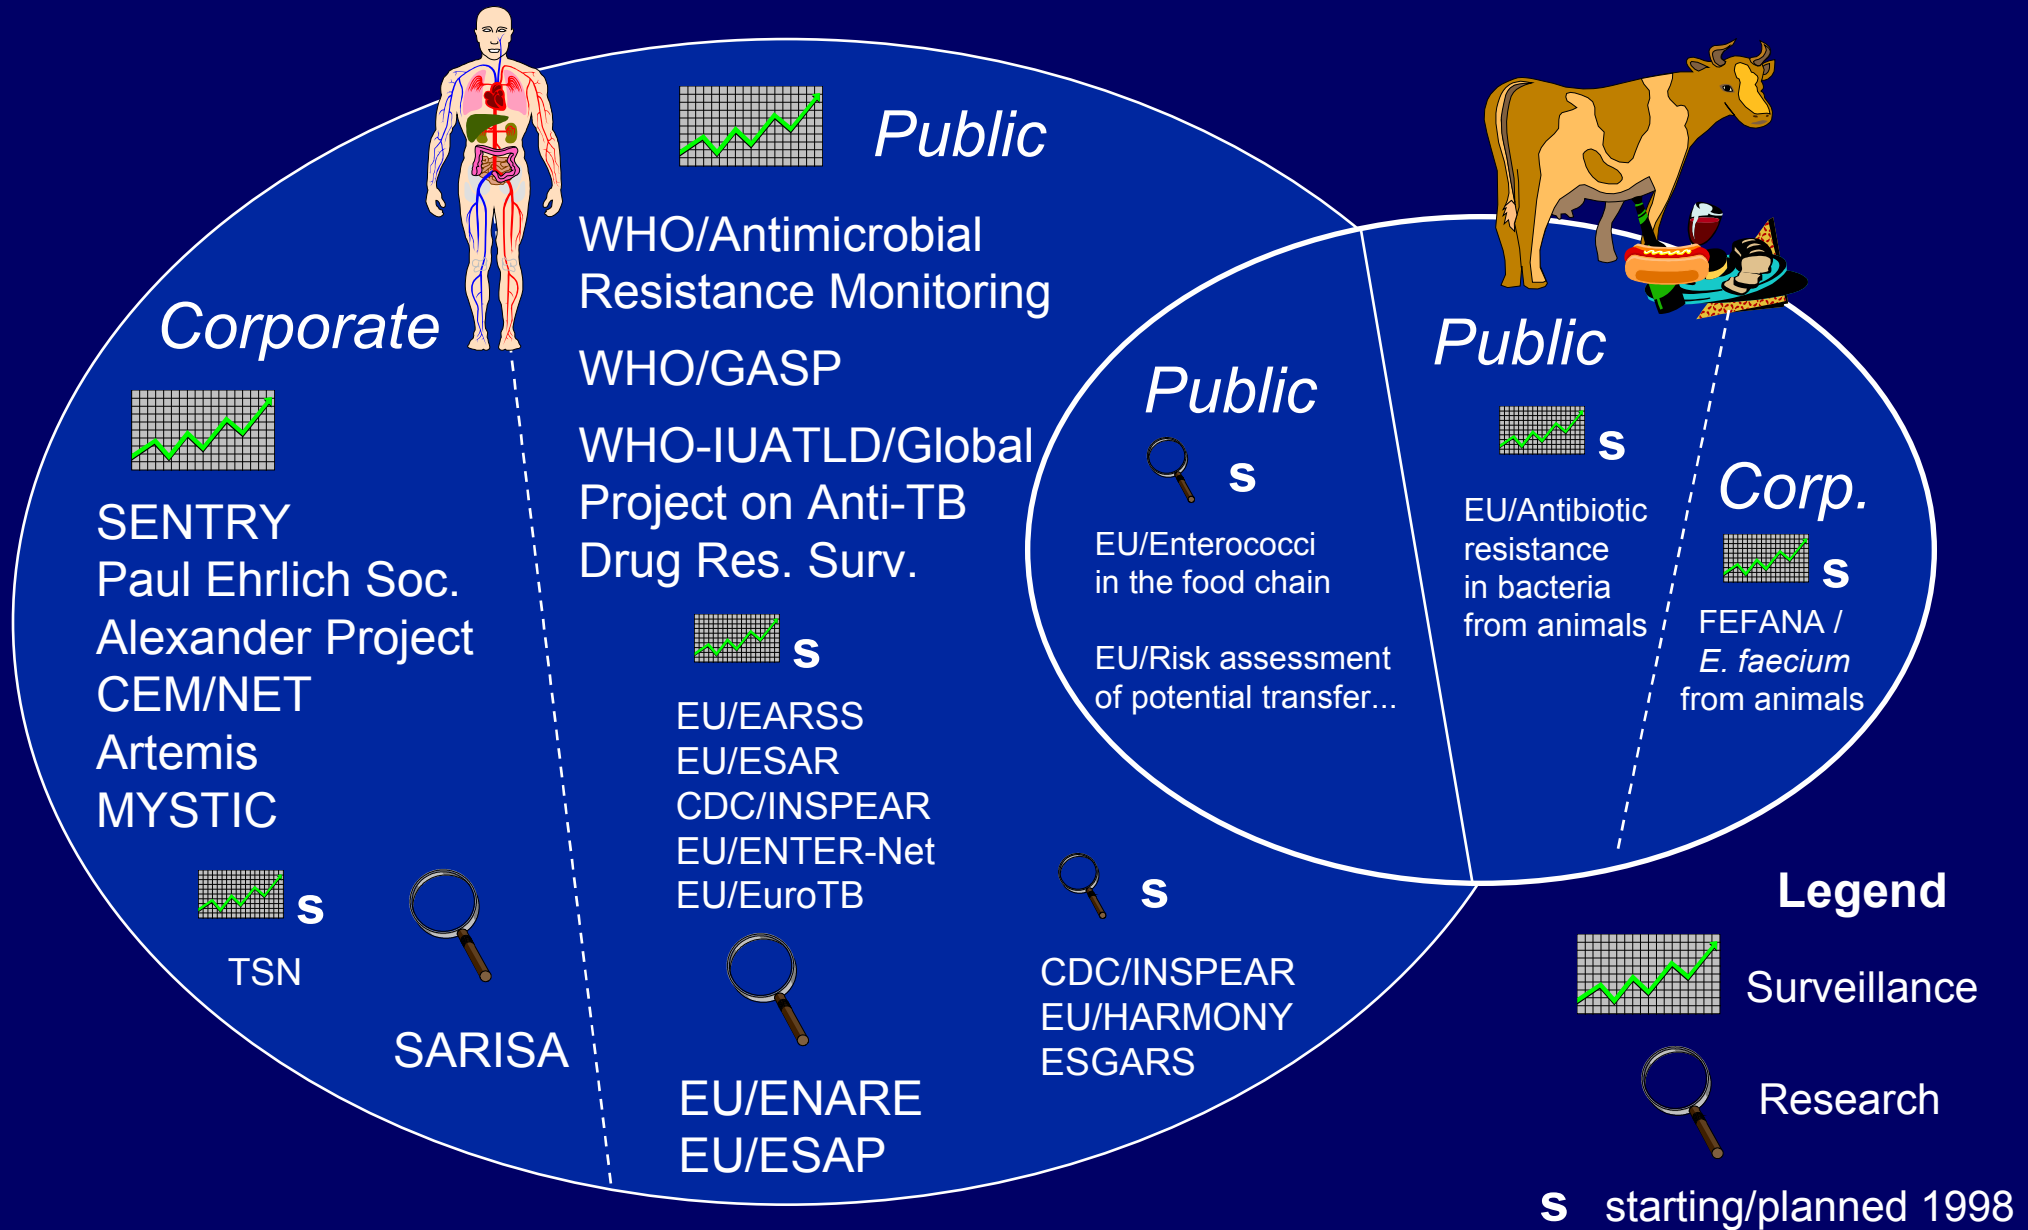 Corporate
SENTRY
Paul Ehrlich Soc.
Alexander Project
CEM/NET
Artemis
MYSTIC
s
TSN
SARISA
Public
WHO/Antimicrobial
Resistance Monitoring
WHO/GASP
WHO-IUATLD/Global
Project on Anti-TB
Drug Res. Surv.
s
EU/EARSS
EU/ESAR
CDC/INSPEAR
EU/ENTER-Net
EU/EuroTB
EU/ENARE
EU/ESAP
s
CDC/INSPEAR
EU/HARMONY
ESGARS
Public
s
EU/Enterococci
in the food chain
EU/Risk assessment
of potential transfer...
Public
s
EU/Antibiotic
resistance
in bacteria
from animals
Corp.
s
FEFANA /
E. faecium
from animals
Legend
Surveillance
Research
s starting/planned 1998